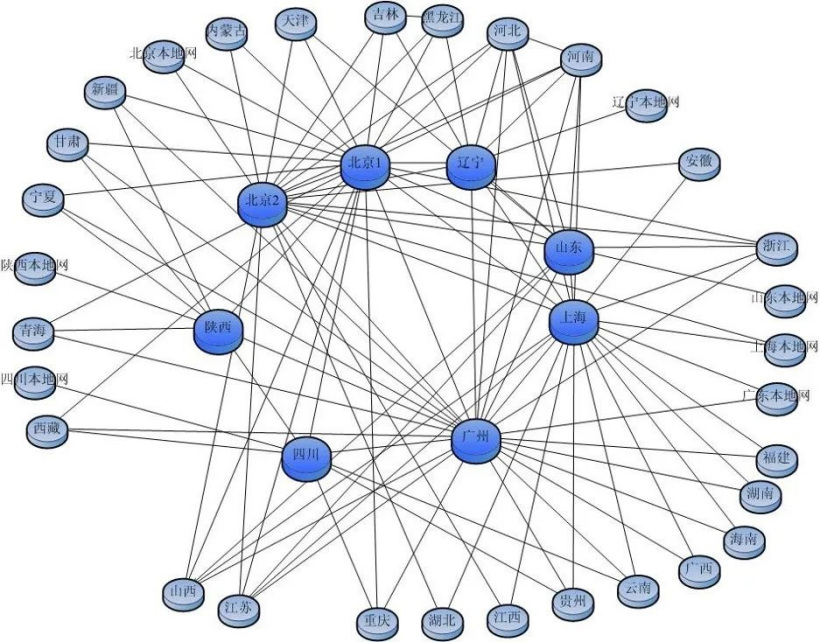 吉林
黑龙江
天津
内蒙古
河北
北京本地网
河南
新疆
辽宁本地网
甘肃
北京1
辽宁
安徽
宁夏
北京2
山东
浙江
陕西本地网
山东本地网
上海
陕西
青海
上海本地网
四川本地网
广东本地网
西藏
广州
四川
福建
湖南
海南
广西
山西
江苏
云南
贵州
重庆
湖北
江西